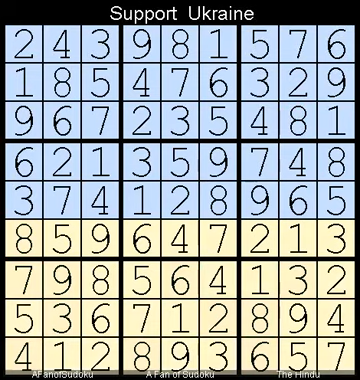 Support Ukraine
2 4 3 9 8 1 5 7 6
1 8 5 4 7 6 3 2 9
9 6 7 2 3 5 4 8 1
6 2 1 3 5 9 7 4 8
3 7 4 1 2 8 9 6 5
8 5 9 6 4 7 2 1 3
7 9 8 5 6 4 1 3 2
5 3 6 7 1 2 8 9 4
4 1 2 8 9 3 6 5 7
AFanofSudoku A Fan of Sudoku The Hindu